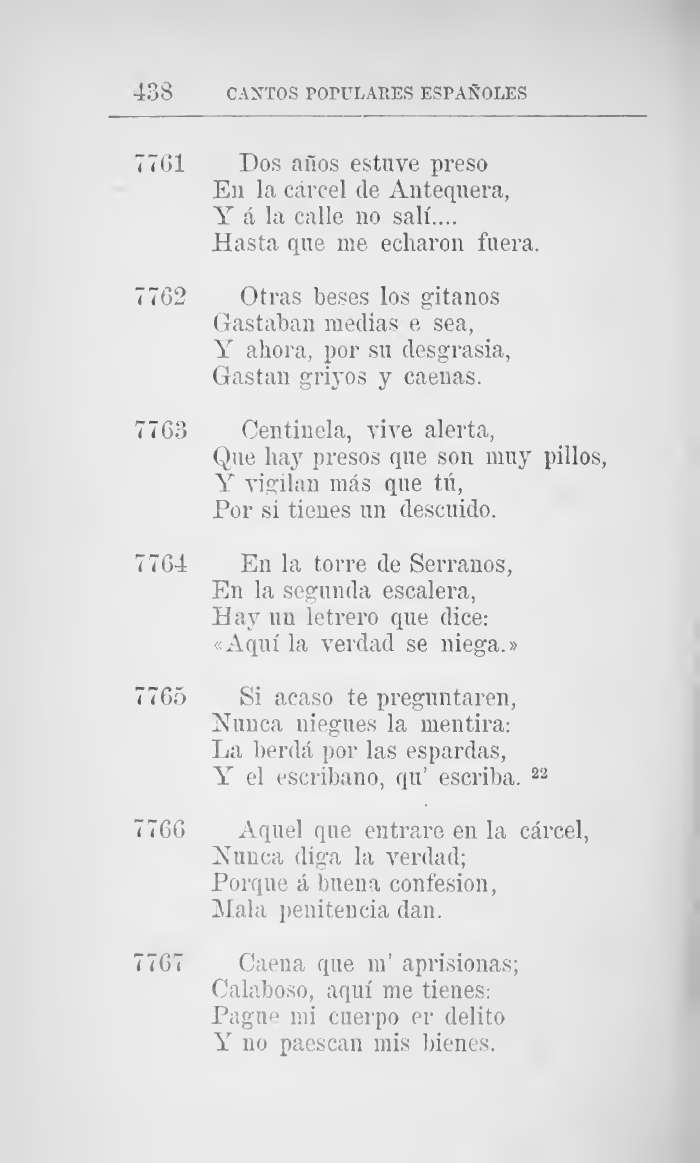 438 CANTOS POPULARES ESPAÑOLES
7761 Dos años estuve preso
En la cárcel de Antequera,
Y á la calle no salí....
Hasta que me echaron fuera.
7762 Otras beses los gitanos
Gastaban medias e sea,
Y ahora, por su desgrasia,
Gastan griyos y caenas.
7763 Centinela, vive alerta,
Que hay presos que son muy pillos,
Y vigilan más que tú,
Por si tienes un descuido.
7764 En la torre de Serranos,
En la segunda escalera,
Hay un letrero que dice:
«Aquí la verdad se niega.»
7765 Si acaso te preguntaren,
Nunca niegues la mentira:
La berdá por las espardas,
Y el escribano, qu' escriba. 22
7766 Aquel que entrare en la cárcel,
Nunca diga la verdad;
Porque á buena confesion,
Mala penitencia dan.
7767 Caena que m' aprisionas;
Calaboso, aquí me tienes:
Pague mi cuerpo er delito
Y no paescan mis bienes.